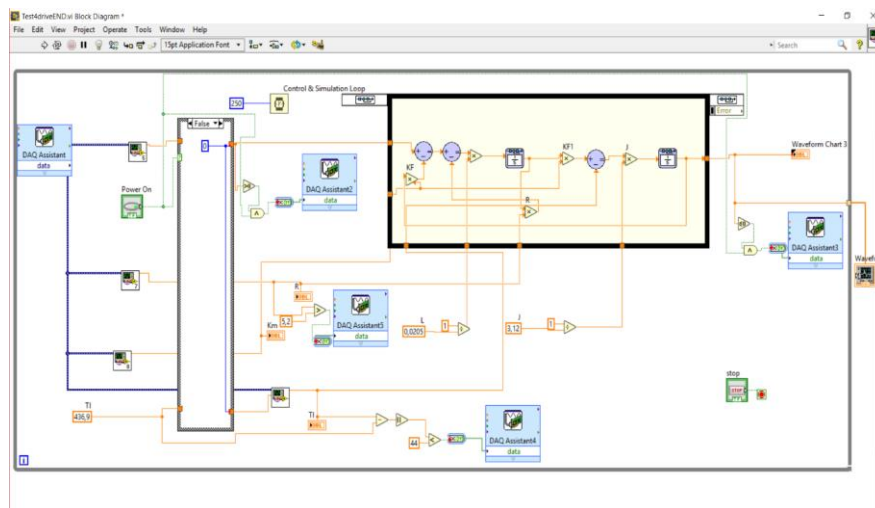 Test4driveEND.vi Block Diagram *
File Edit View Project Operate Tools Window Help
15pt Application Font
Search
Control & Simulation Loop
250
False
Error
DAQ Assistant
data
0
Waveform Chart 3
KF
KF1
J
Power On
DAQ Assistant2
data
R
DAQ Assistant3
data
R
Km
5,2
DAQ Assistant5
data
L
0,0205
1
J
3,12
1
stop
TI
436,9
TI
44
DAQ Assistant4
data
i